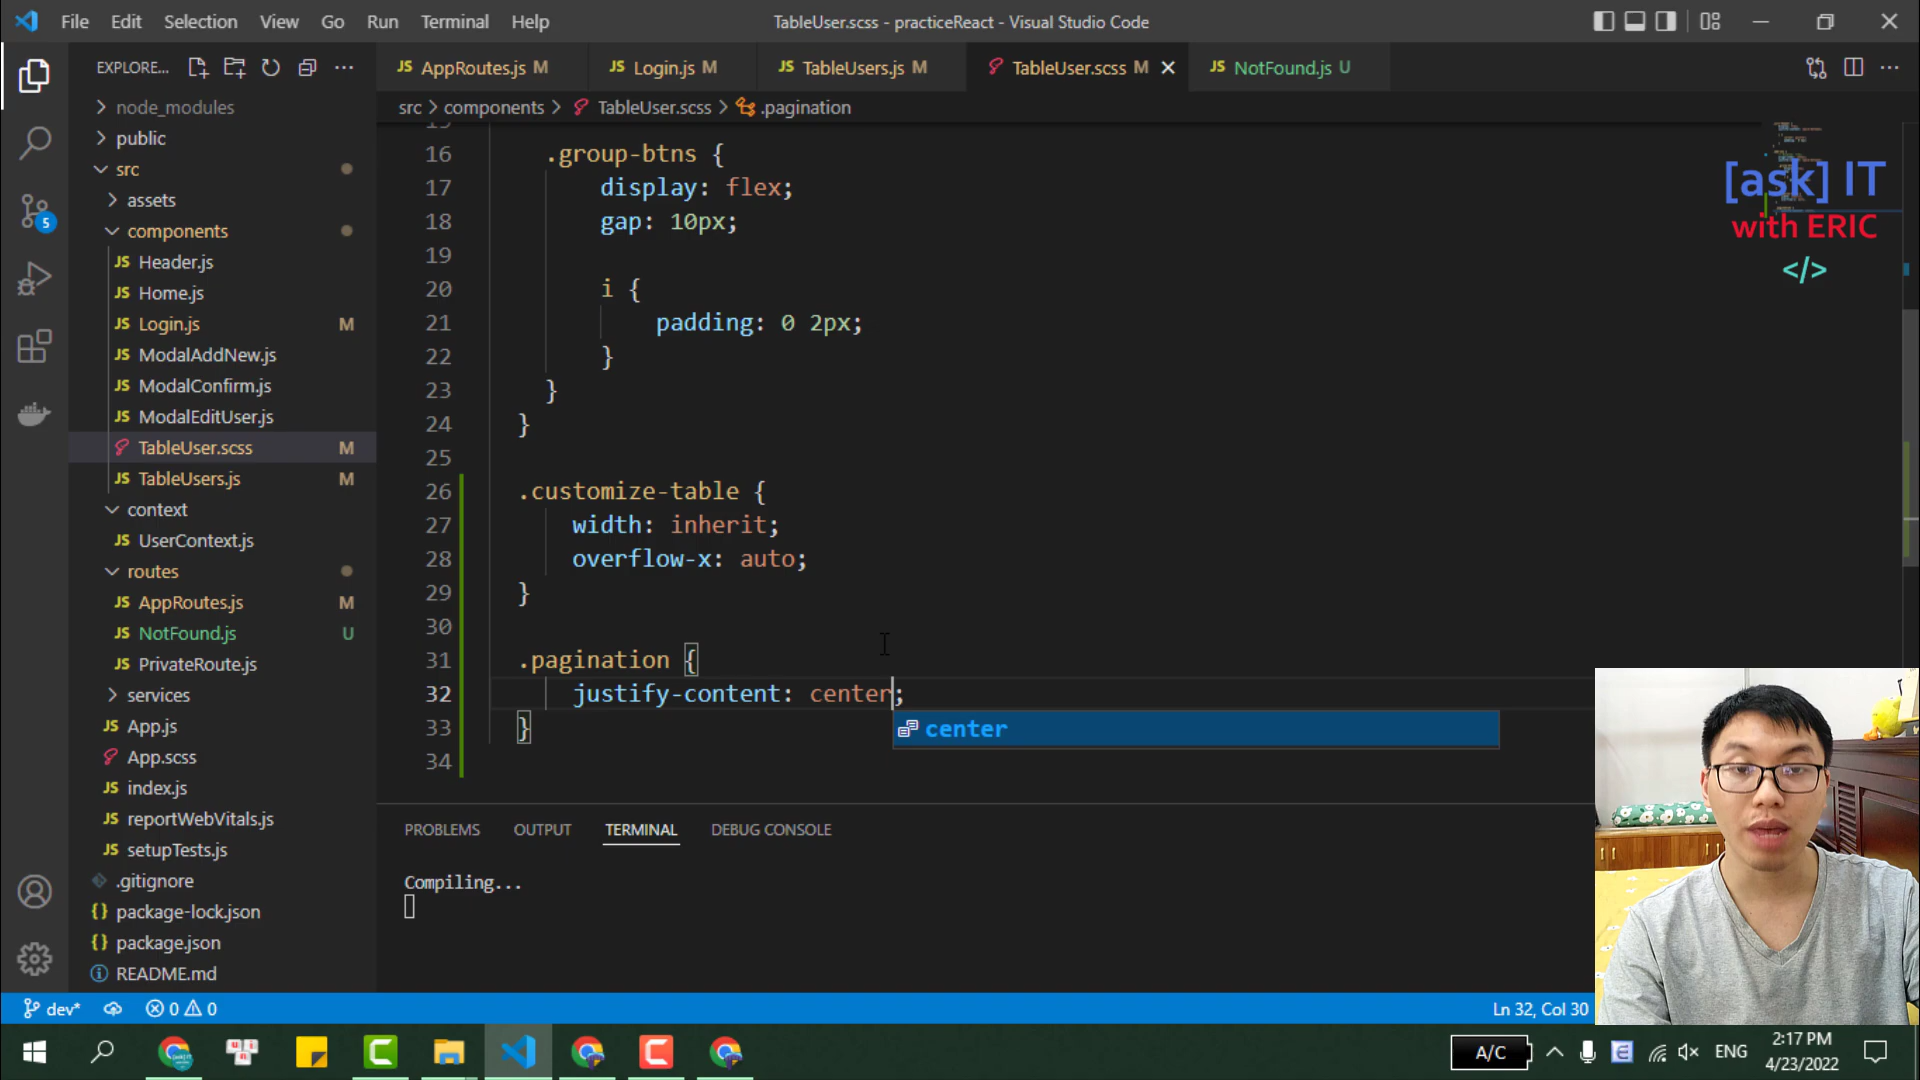 File Edit Selection View Go Run Terminal Help
TableUser.scss - practiceReact - Visual Studio Code
EXPLORE...
JS AppRoutes.js M
JS Login.js M
JS TableUsers.js M
TableUser.scss M
JS NotFound.js U
src > components > TableUser.scss > .pagination
node_modules
public
src
assets
components
JS Header.js
JS Home.js
JS Login.js M
JS ModalAddNew.js
JS ModalConfirm.js
JS ModalEditUser.js
TableUser.scss M
JS TableUsers.js M
context
JS UserContext.js
routes
JS AppRoutes.js M
JS NotFound.js U
JS PrivateRoute.js
services
JS App.js
App.scss
JS index.js
JS reportWebVitals.js
JS setupTests.js
.gitignore
{} package-lock.json
{} package.json
README.md
5
16 .group-btns {
17 display: flex;
18 gap: 10px;
19
20 i {
21 padding: 0 2px;
22 }
23 }
24 }
25
26 .customize-table {
27 width: inherit;
28 overflow-x: auto;
29 }
30
31 .pagination {
32 justify-content: center;
center
33 }
34
[ask] IT
with ERIC
</>
PROBLEMS OUTPUT TERMINAL DEBUG CONSOLE
Compiling...
dev* 0 0
Ln 32, Col 30
A/C
ENG
2:17 PM
4/23/2022